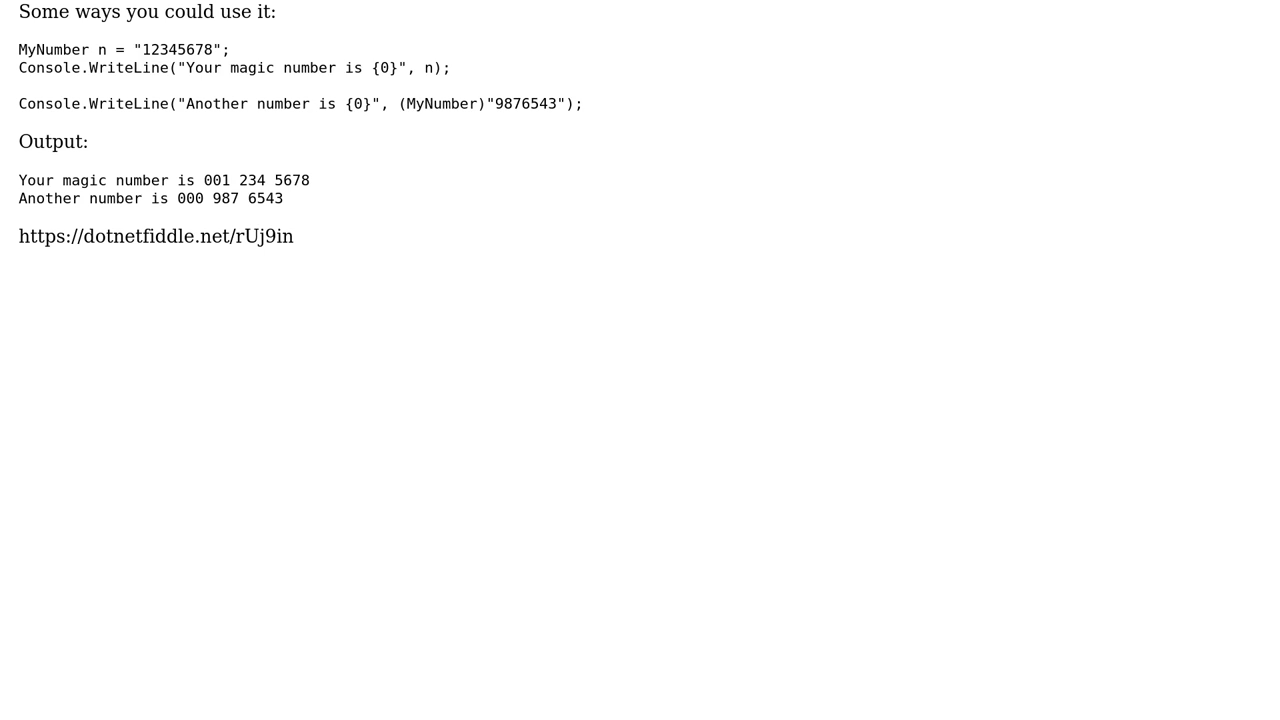 Some ways you could use it:
MyNumber n = "12345678";
Console.WriteLine("Your magic number is {0}", n);
Console.WriteLine("Another number is {0}", (MyNumber)"9876543");
Output:
Your magic number is 001 234 5678
Another number is 000 987 6543
https://dotnetfiddle.net/rUj9in